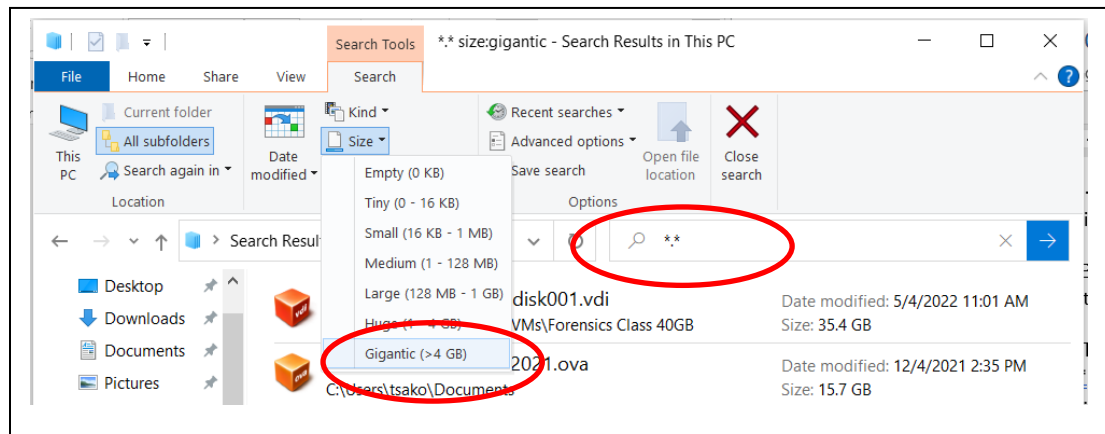 Search Tools
*.* size:gigantic - Search Results in This PC
File Home Share View Search
Current folder
All subfolders
Search again in
This PC
Location
Date modified
Kind
Size
Recent searches
Advanced options
Save search
Open file location
Close search
Options
Empty (0 KB)
Tiny (0 - 16 KB)
Small (16 KB - 1 MB)
Medium (1 - 128 MB)
Large (128 MB - 1 GB)
Gigantic (>4 GB)
Search Resul
*.*
Desktop
Downloads
Documents
Pictures
vdi
disk001.vdi
VMs\Forensics Class 40GB
Date modified: 5/4/2022 11:01 AM
Size: 35.4 GB
ova
2021.ova
C:\Users\tsako\Documents
Date modified: 12/4/2021 2:35 PM
Size: 15.7 GB